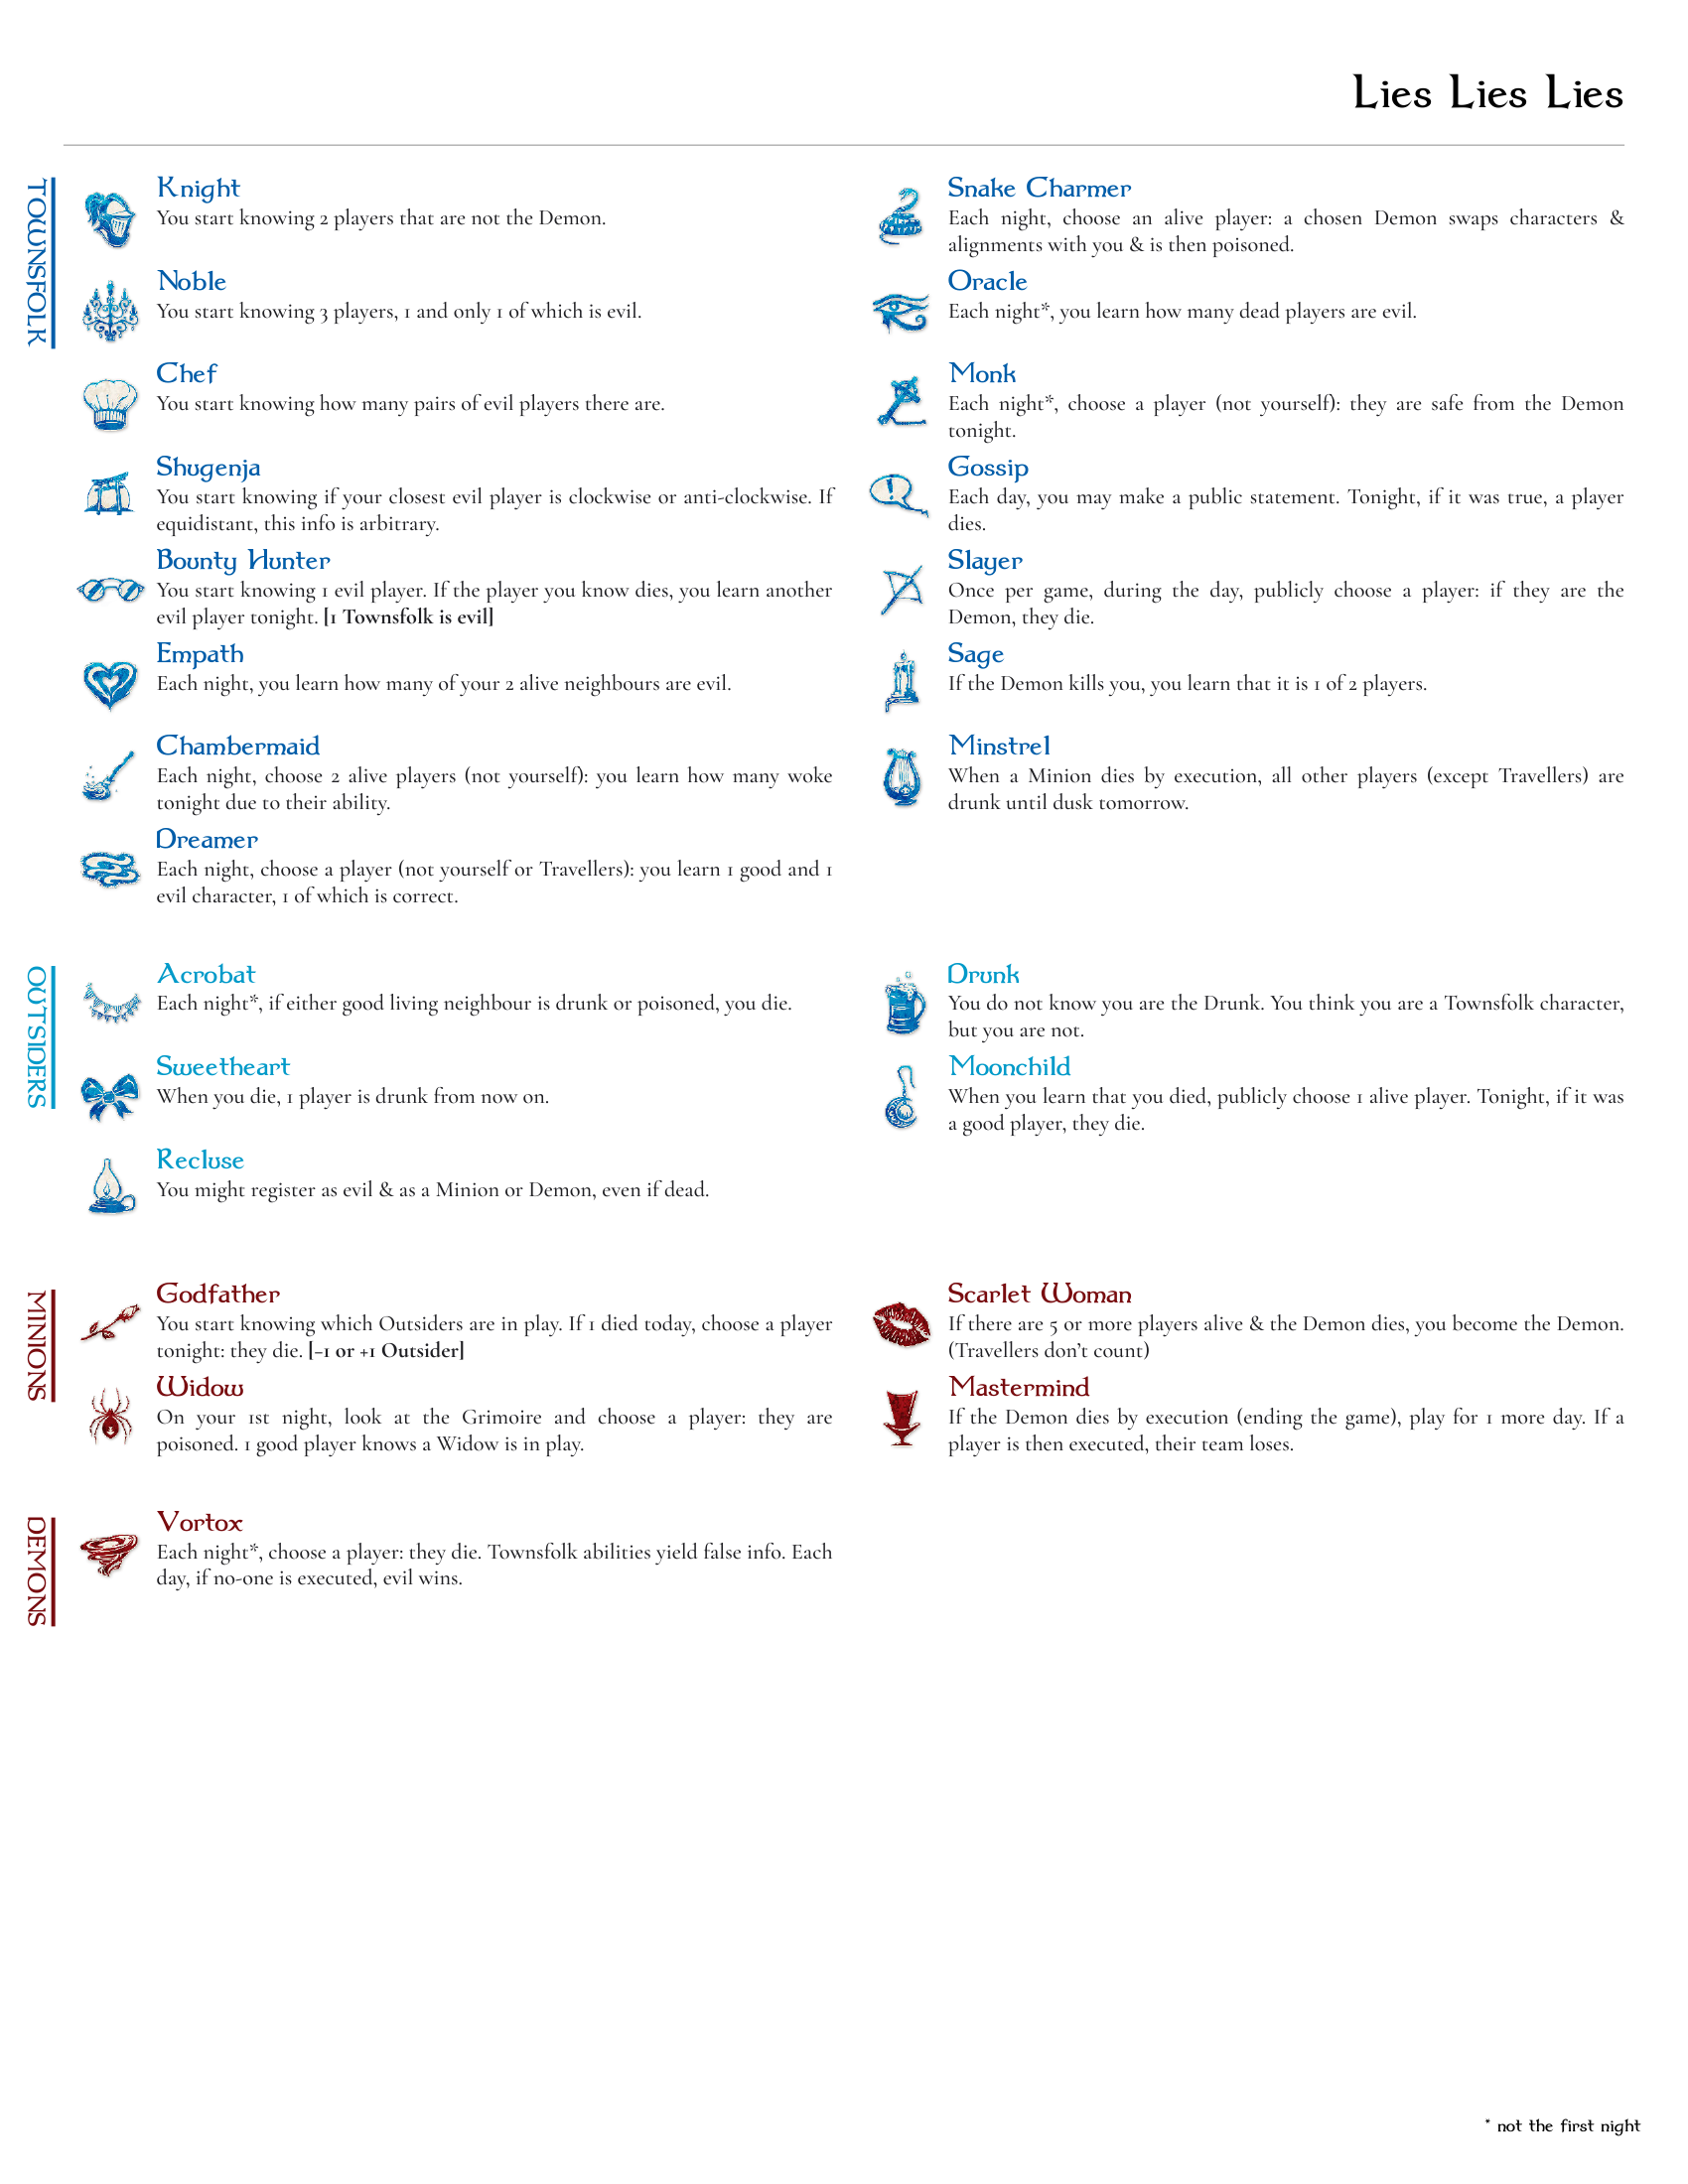 Lies Lies Lies
TOWNSFOLK
Knight
You start knowing 2 players that are not the Demon.
Noble
You start knowing 3 players, 1 and only 1 of which is evil.
Chef
You start knowing how many pairs of evil players there are.
Shugenja
You start knowing if your closest evil player is clockwise or anti-clockwise. If
equidistant, this info is arbitrary.
Bounty Hunter
You start knowing 1 evil player. If the player you know dies, you learn another
evil player tonight. [1 Townsfolk is evil]
Empath
Each night, you learn how many of your 2 alive neighbours are evil.
Chambermaid
Each night, choose 2 alive players (not yourself): you learn how many woke
tonight due to their ability.
Dreamer
Each night, choose a player (not yourself or Travellers): you learn 1 good and 1
evil character, 1 of which is correct.
Snake Charmer
Each night, choose an alive player: a chosen Demon swaps characters &
alignments with you & is then poisoned.
Oracle
Each night*, you learn how many dead players are evil.
Monk
Each night*, choose a player (not yourself): they are safe from the Demon
tonight.
Gossip
Each day, you may make a public statement. Tonight, if it was true, a player
dies.
Slayer
Once per game, during the day, publicly choose a player: if they are the
Demon, they die.
Sage
If the Demon kills you, you learn that it is 1 of 2 players.
Minstrel
When a Minion dies by execution, all other players (except Travellers) are
drunk until dusk tomorrow.
OUTSIDERS
Acrobat
Each night*, if either good living neighbour is drunk or poisoned, you die.
Sweetheart
When you die, 1 player is drunk from now on.
Recluse
You might register as evil & as a Minion or Demon, even if dead.
Drunk
You do not know you are the Drunk. You think you are a Townsfolk character,
but you are not.
Moonchild
When you learn that you died, publicly choose 1 alive player. Tonight, if it was
a good player, they die.
MINIONS
Godfather
You start knowing which Outsiders are in play. If 1 died today, choose a player
tonight: they die. [−1 or +1 Outsider]
Widow
On your 1st night, look at the Grimoire and choose a player: they are
poisoned. 1 good player knows a Widow is in play.
Scarlet Woman
If there are 5 or more players alive & the Demon dies, you become the Demon.
(Travellers don't count)
Mastermind
If the Demon dies by execution (ending the game), play for 1 more day. If a
player is then executed, their team loses.
DEMONS
Vortox
Each night*, choose a player: they die. Townsfolk abilities yield false info. Each
day, if no-one is executed, evil wins.
* not the first night